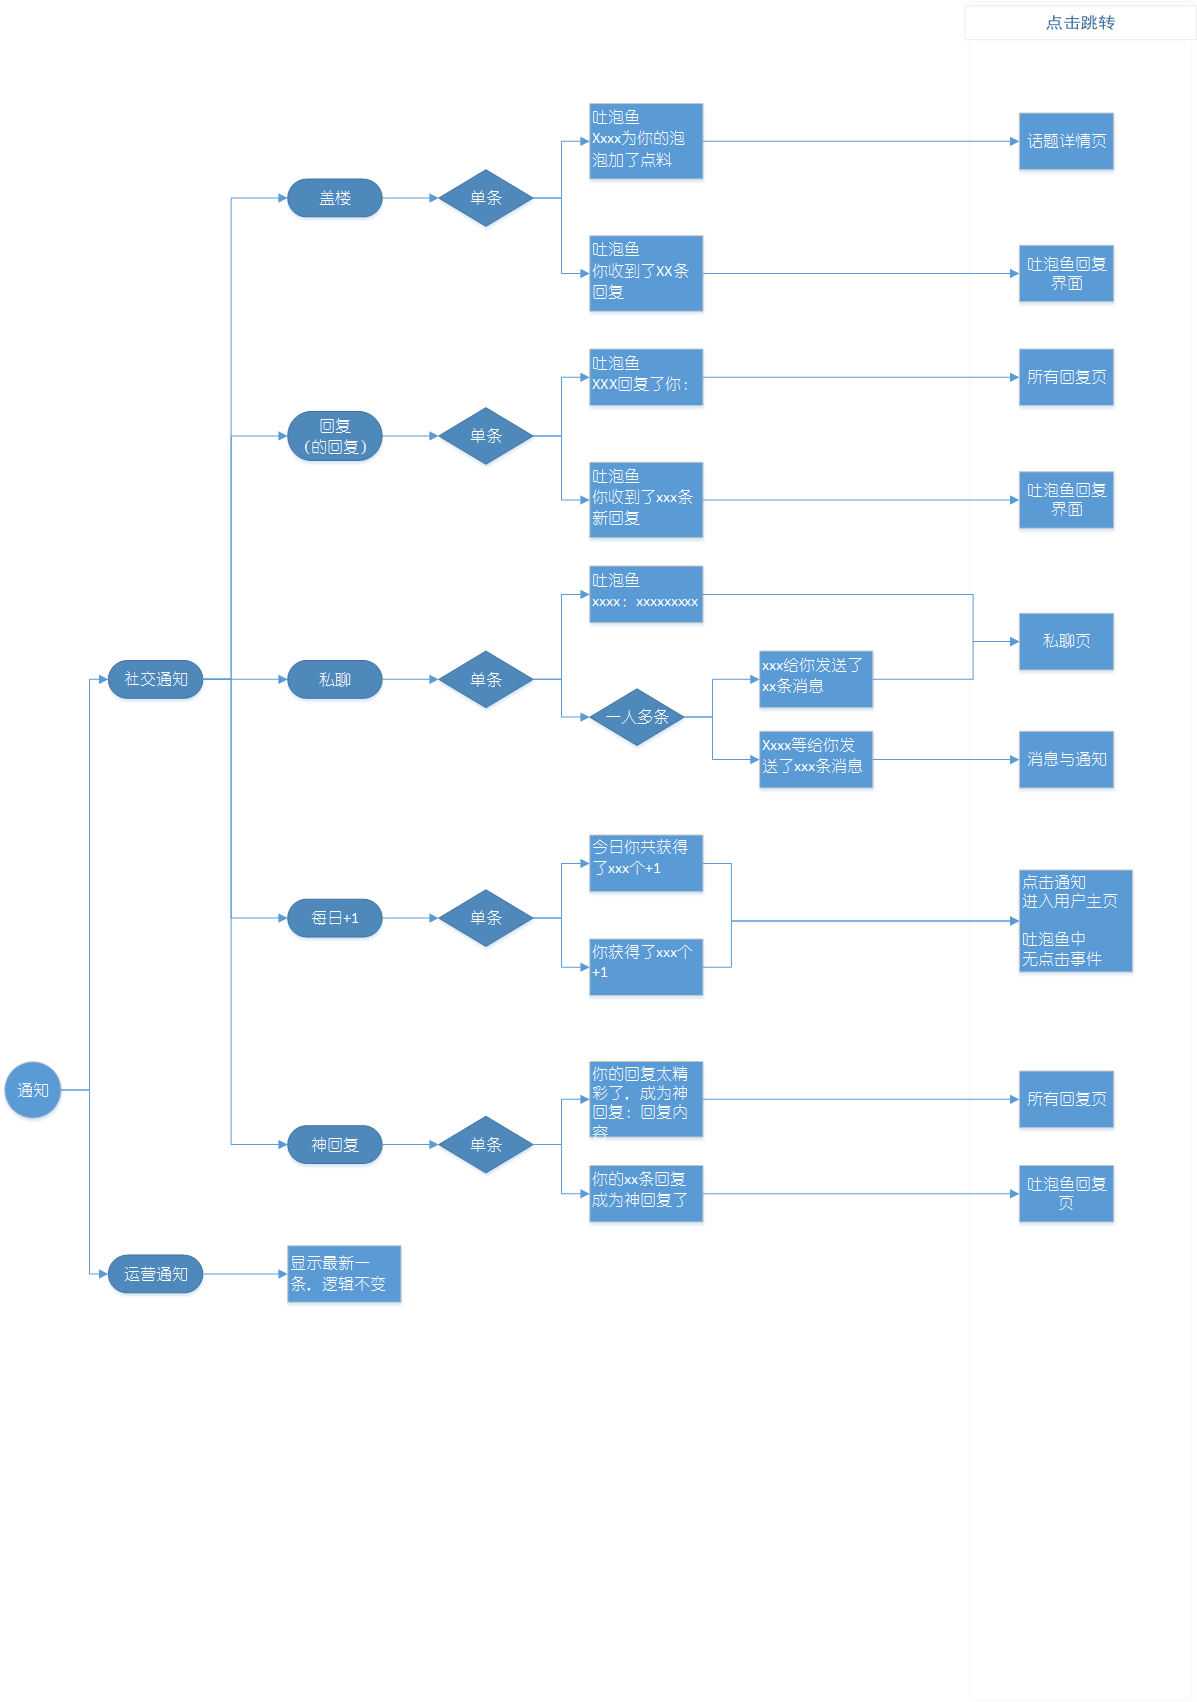 点击跳转
吐泡鱼
Xxxx为你的泡
泡加了点料
话题详情页
盖楼
单条
吐泡鱼
你收到了XX条
回复
吐泡鱼回复
界面
吐泡鱼
XXX回复了你：
所有回复页
回复
（的回复）
单条
吐泡鱼
你收到了xxx条
新回复
吐泡鱼回复
界面
吐泡鱼
xxxx：xxxxxxxxx
私聊页
社交通知
私聊
单条
xxx给你发送了
xx条消息
一人多条
Xxxx等给你发
送了xxx条消息
消息与通知
今日你共获得
了xxx个+1
每日+1
单条
点击通知
进入用户主页
吐泡鱼中
无点击事件
你获得了xxx个
+1
通知
你的回复太精
彩了，成为神
回复：回复内
容
所有回复页
神回复
单条
你的xx条回复
成为神回复了
吐泡鱼回复
页
运营通知
显示最新一
条，逻辑不变